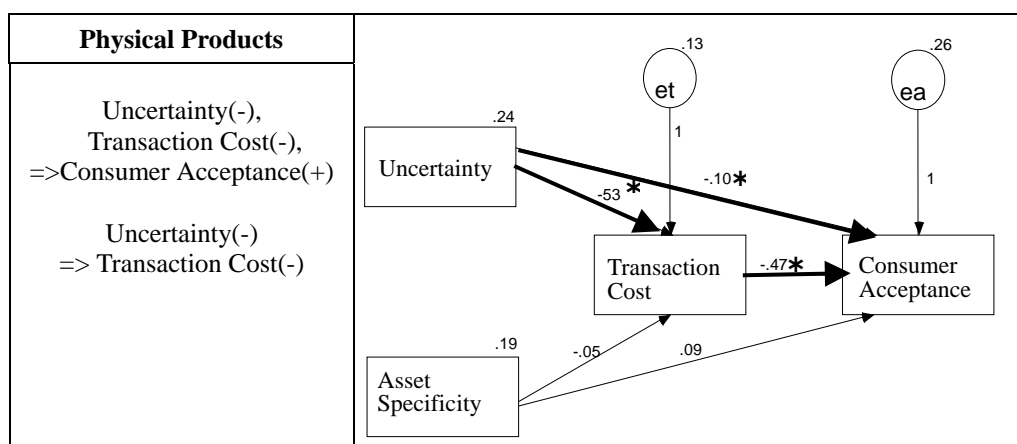 Physical Products
Uncertainty(-),
Transaction Cost(-),
=>Consumer Acceptance(+)
Uncertainty(-)
=> Transaction Cost(-)
.13
.26
et
ea
.24
1
1
Uncertainty
-53 *
-.10*
Transaction
Cost
-.47*
Consumer
Acceptance
.19
-.05
.09
Asset
Specificity